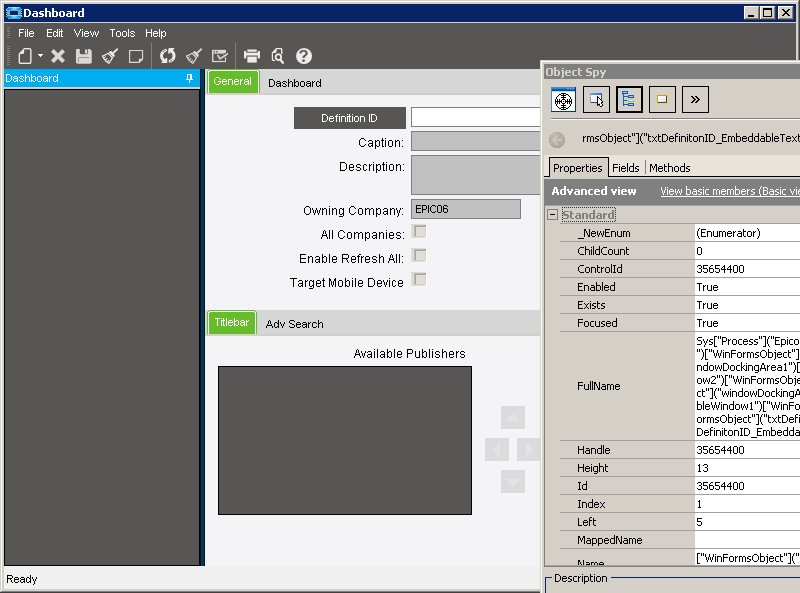 Dashboard
File Edit View Tools Help
Dashboard
General Dashboard
Definition ID
Caption:
Description:
Owning Company: EPIC06
All Companies:
Enable Refresh All:
Target Mobile Device
Titlebar Adv Search
Available Publishers
Ready
Object Spy
»
rmsObject"]("txtDefinitonID_EmbeddableText
Properties Fields Methods
Advanced view View basic members (Basic vie
Standard
_NewEnum (Enumerator)
ChildCount 0
ControlId 35654400
Enabled True
Exists True
Focused True
FullName
Sys["Process"]("Epico
")["WinFormsObject"]
ndowDockingArea1")[
ow2")["WinFormsObje
ct"]("windowDockingA
bleWindow1")["WinFo
ormsObject"]("txtDefi
DefinitonID_Embedda
Handle 35654400
Height 13
Id 35654400
Index 1
Left 5
MappedName
Name ["WinFormsObject"]("
Description